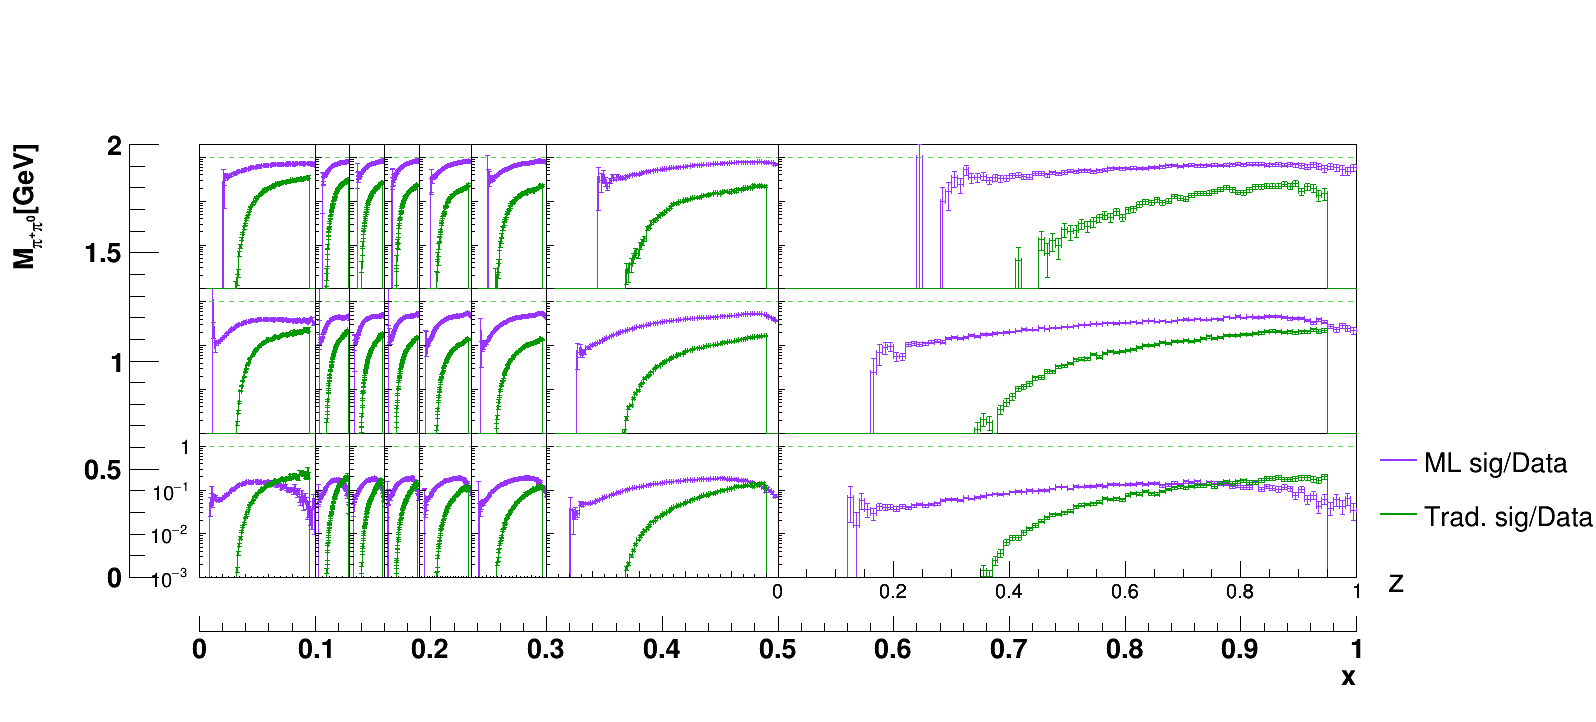 M π⁺π⁰ [GeV]
2
1.5
1
0.5
0
1
10⁻¹
10⁻²
10⁻³
ML sig/Data
Trad. sig/Data
0 0.2 0.4 0.6 0.8 1 z
0 0.1 0.2 0.3 0.4 0.5 0.6 0.7 0.8 0.9 1
x